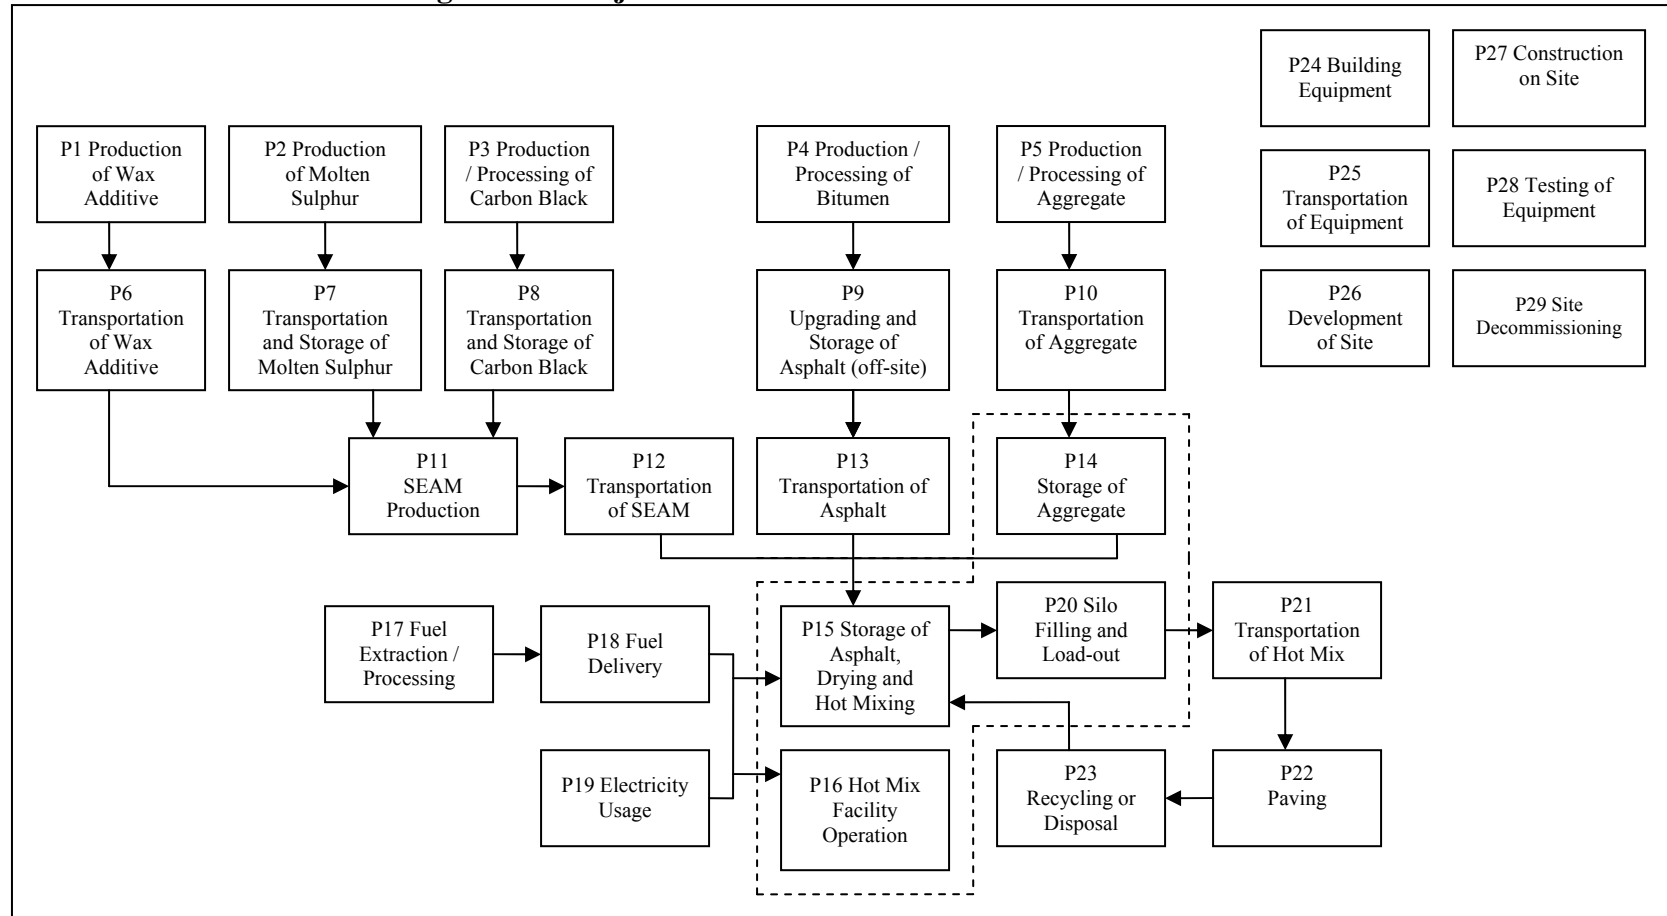 P24 Building
Equipment
P27 Construction
on Site
P1 Production
of Wax
Additive
P2 Production
of Molten
Sulphur
P3 Production
/ Processing of
Carbon Black
P4 Production /
Processing of
Bitumen
P5 Production
/ Processing of
Aggregate
P25
Transportation
of Equipment
P28 Testing of
Equipment
P6
Transportation
of Wax
Additive
P7
Transportation
and Storage of
Molten Sulphur
P8
Transportation
and Storage of
Carbon Black
P9
Upgrading and
Storage of
Asphalt (off-site)
P10
Transportation
of Aggregate
P26
Development
of Site
P29 Site
Decommissioning
P11
SEAM
Production
P12
Transportation
of SEAM
P13
Transportation of
Asphalt
P14
Storage of
Aggregate
P17 Fuel
Extraction /
Processing
P18 Fuel
Delivery
P15 Storage of
Asphalt,
Drying and
Hot Mixing
P20 Silo
Filling and
Load-out
P21
Transportation
of Hot Mix
P19 Electricity
Usage
P16 Hot Mix
Facility
Operation
P23
Recycling or
Disposal
P22
Paving